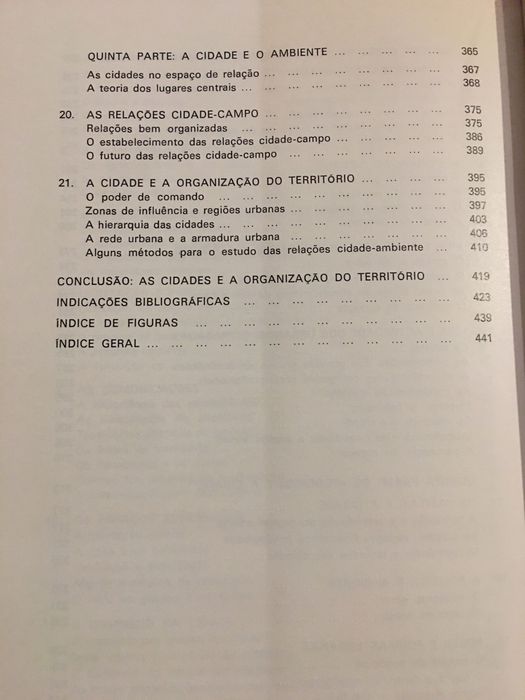 QUINTA PARTE: A CIDADE E O AMBIENTE ... ... ... ... ... 365
As cidades no espaço de relação ... ... ... ... ... ... ... ... 367
A teoria dos lugares centrais ... ... ... ... ... ... ... ... ... 368
20. AS RELAÇÕES CIDADE-CAMPO ... ... ... ... ... ... ... ... 375
Relações bem organizadas ... ... ... ... ... ... ... ... ... 375
O estabelecimento das relações cidade-campo ... ... ... ... ... 386
O futuro das relações cidade-campo ... ... ... ... ... ... ... 389
21. A CIDADE E A ORGANIZAÇÃO DO TERRITÓRIO ... ... ... ... 395
O poder de comando ... ... ... ... ... ... ... ... ... ... 395
Zonas de influência e regiões urbanas ... ... ... ... ... ... ... 397
A hierarquia das cidades ... ... ... ... ... ... ... ... ... ... 403
A rede urbana e a armadura urbana ... ... ... ... ... ... ... 406
Alguns métodos para o estudo das relações cidade-ambiente ... 410
CONCLUSÃO: AS CIDADES E A ORGANIZAÇÃO DO TERRITÓRIO ... 419
INDICAÇÕES BIBLIOGRÁFICAS ... ... ... ... ... ... ... ... ... 423
ÍNDICE DE FIGURAS ... ... ... ... ... ... ... ... ... ... ... 439
ÍNDICE GERAL ... ... ... ... ... ... ... ... ... ... ... ... ... 441